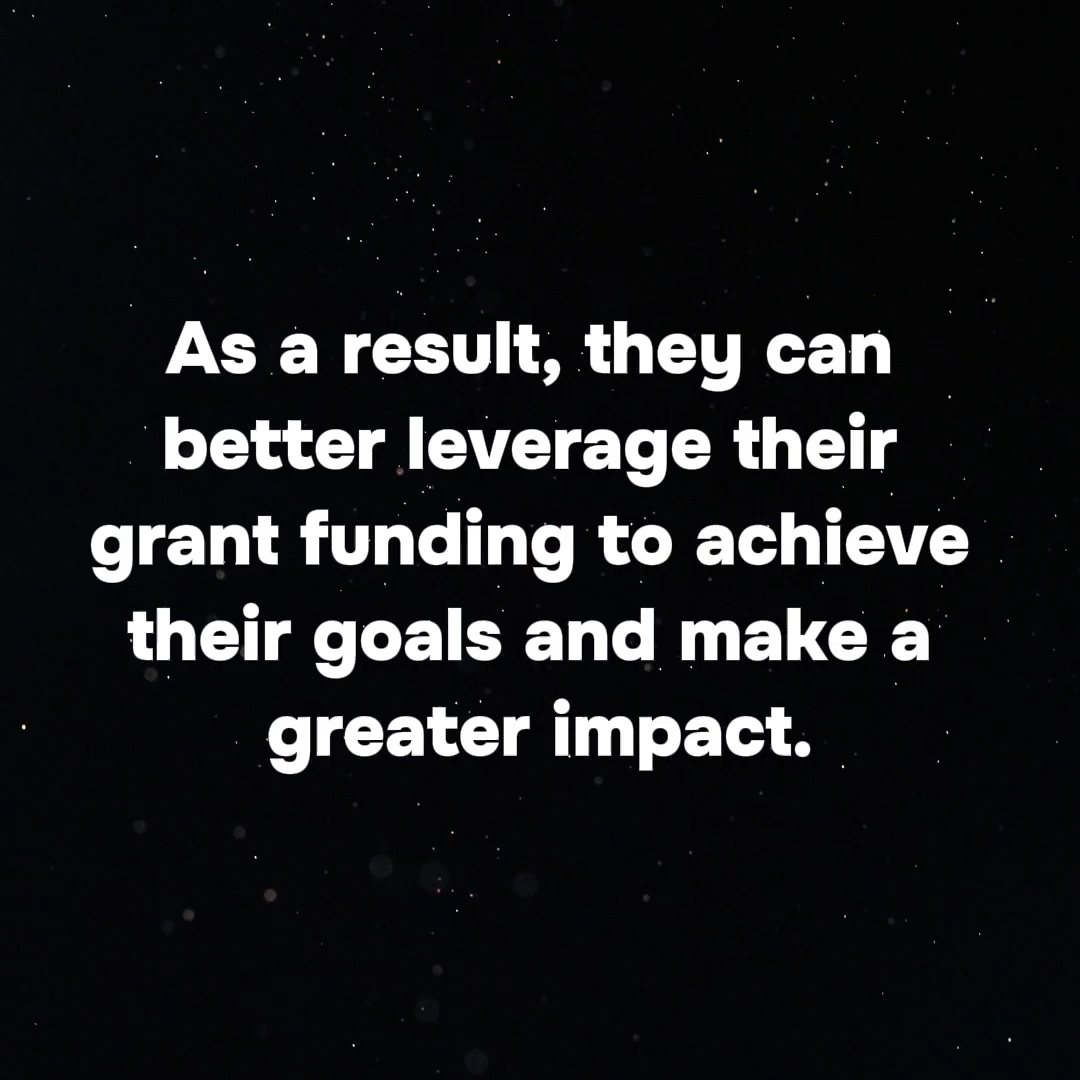 As a result, they can
better leverage their
grant funding to achieve
their goals and make a
greater impact.